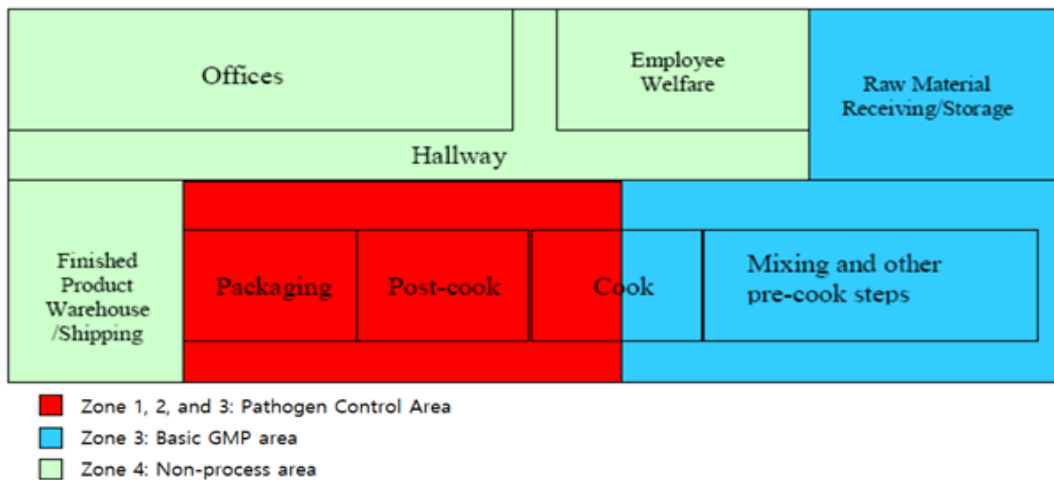 Offices
Employee
Welfare
Raw Material
Receiving/Storage
Hallway
Finished
Product
Warehouse
/Shipping
Packaging
Post-cook
Cook
Mixing and other
pre-cook steps
Zone 1, 2, and 3: Pathogen Control Area
Zone 3: Basic GMP area
Zone 4: Non-process area